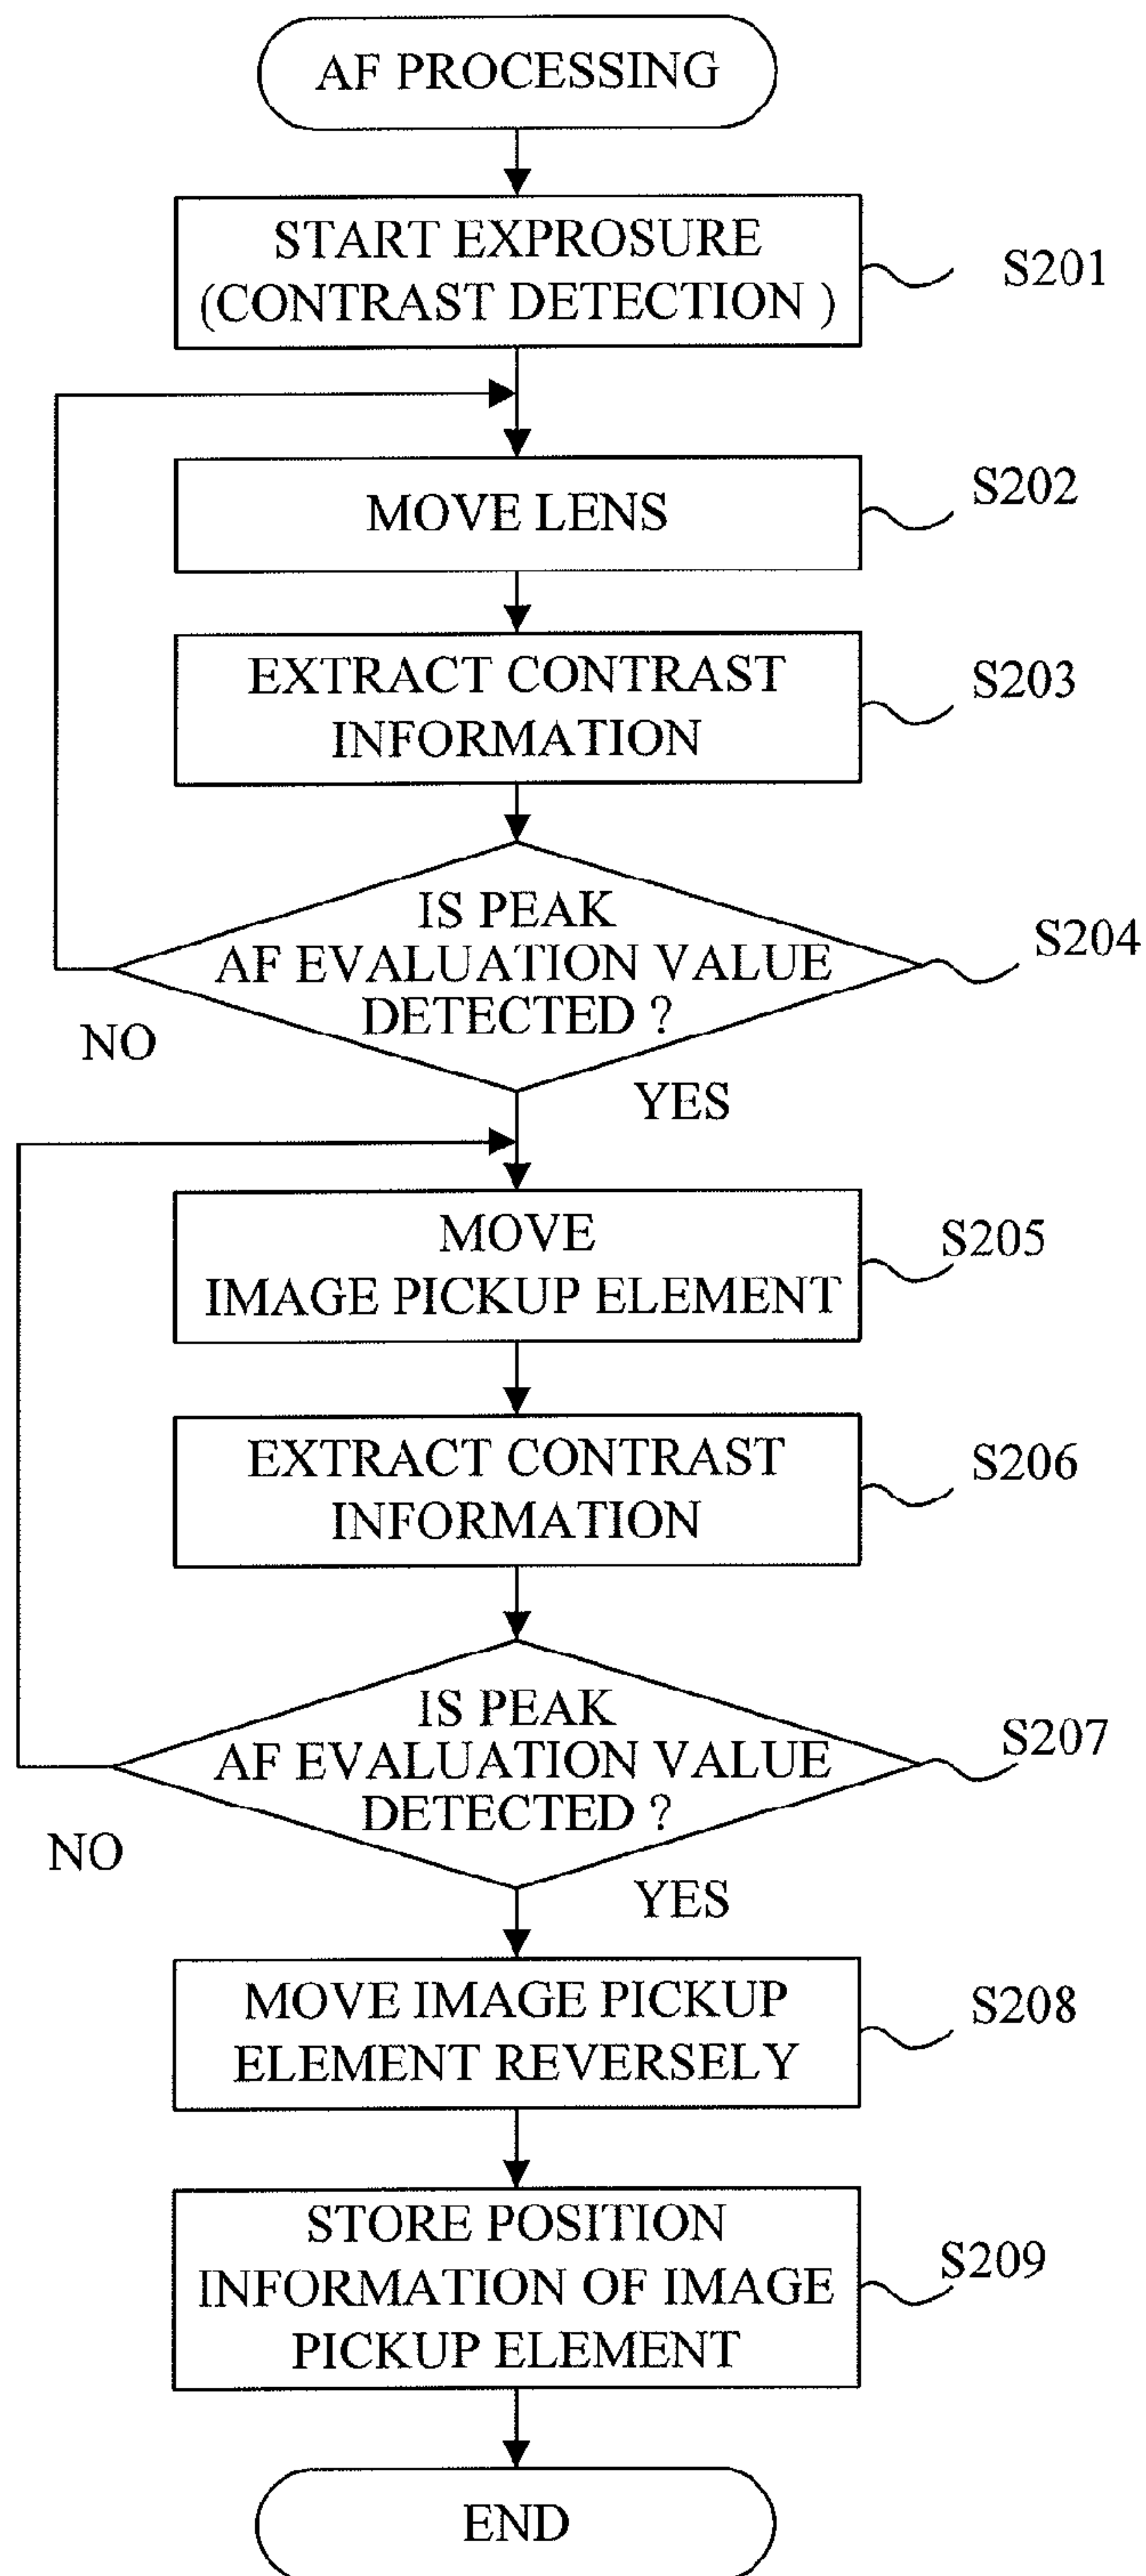 AF PROCESSING
START EXPROSURE
(CONTRAST DETECTION )
S201
MOVE LENS
S202
EXTRACT CONTRAST
INFORMATION
S203
IS PEAK
AF EVALUATION VALUE
DETECTED ?
S204
NO
YES
MOVE
IMAGE PICKUP ELEMENT
S205
EXTRACT CONTRAST
INFORMATION
S206
IS PEAK
AF EVALUATION VALUE
DETECTED ?
S207
NO
YES
MOVE IMAGE PICKUP
ELEMENT REVERSELY
S208
STORE POSITION
INFORMATION OF IMAGE
PICKUP ELEMENT
S209
END